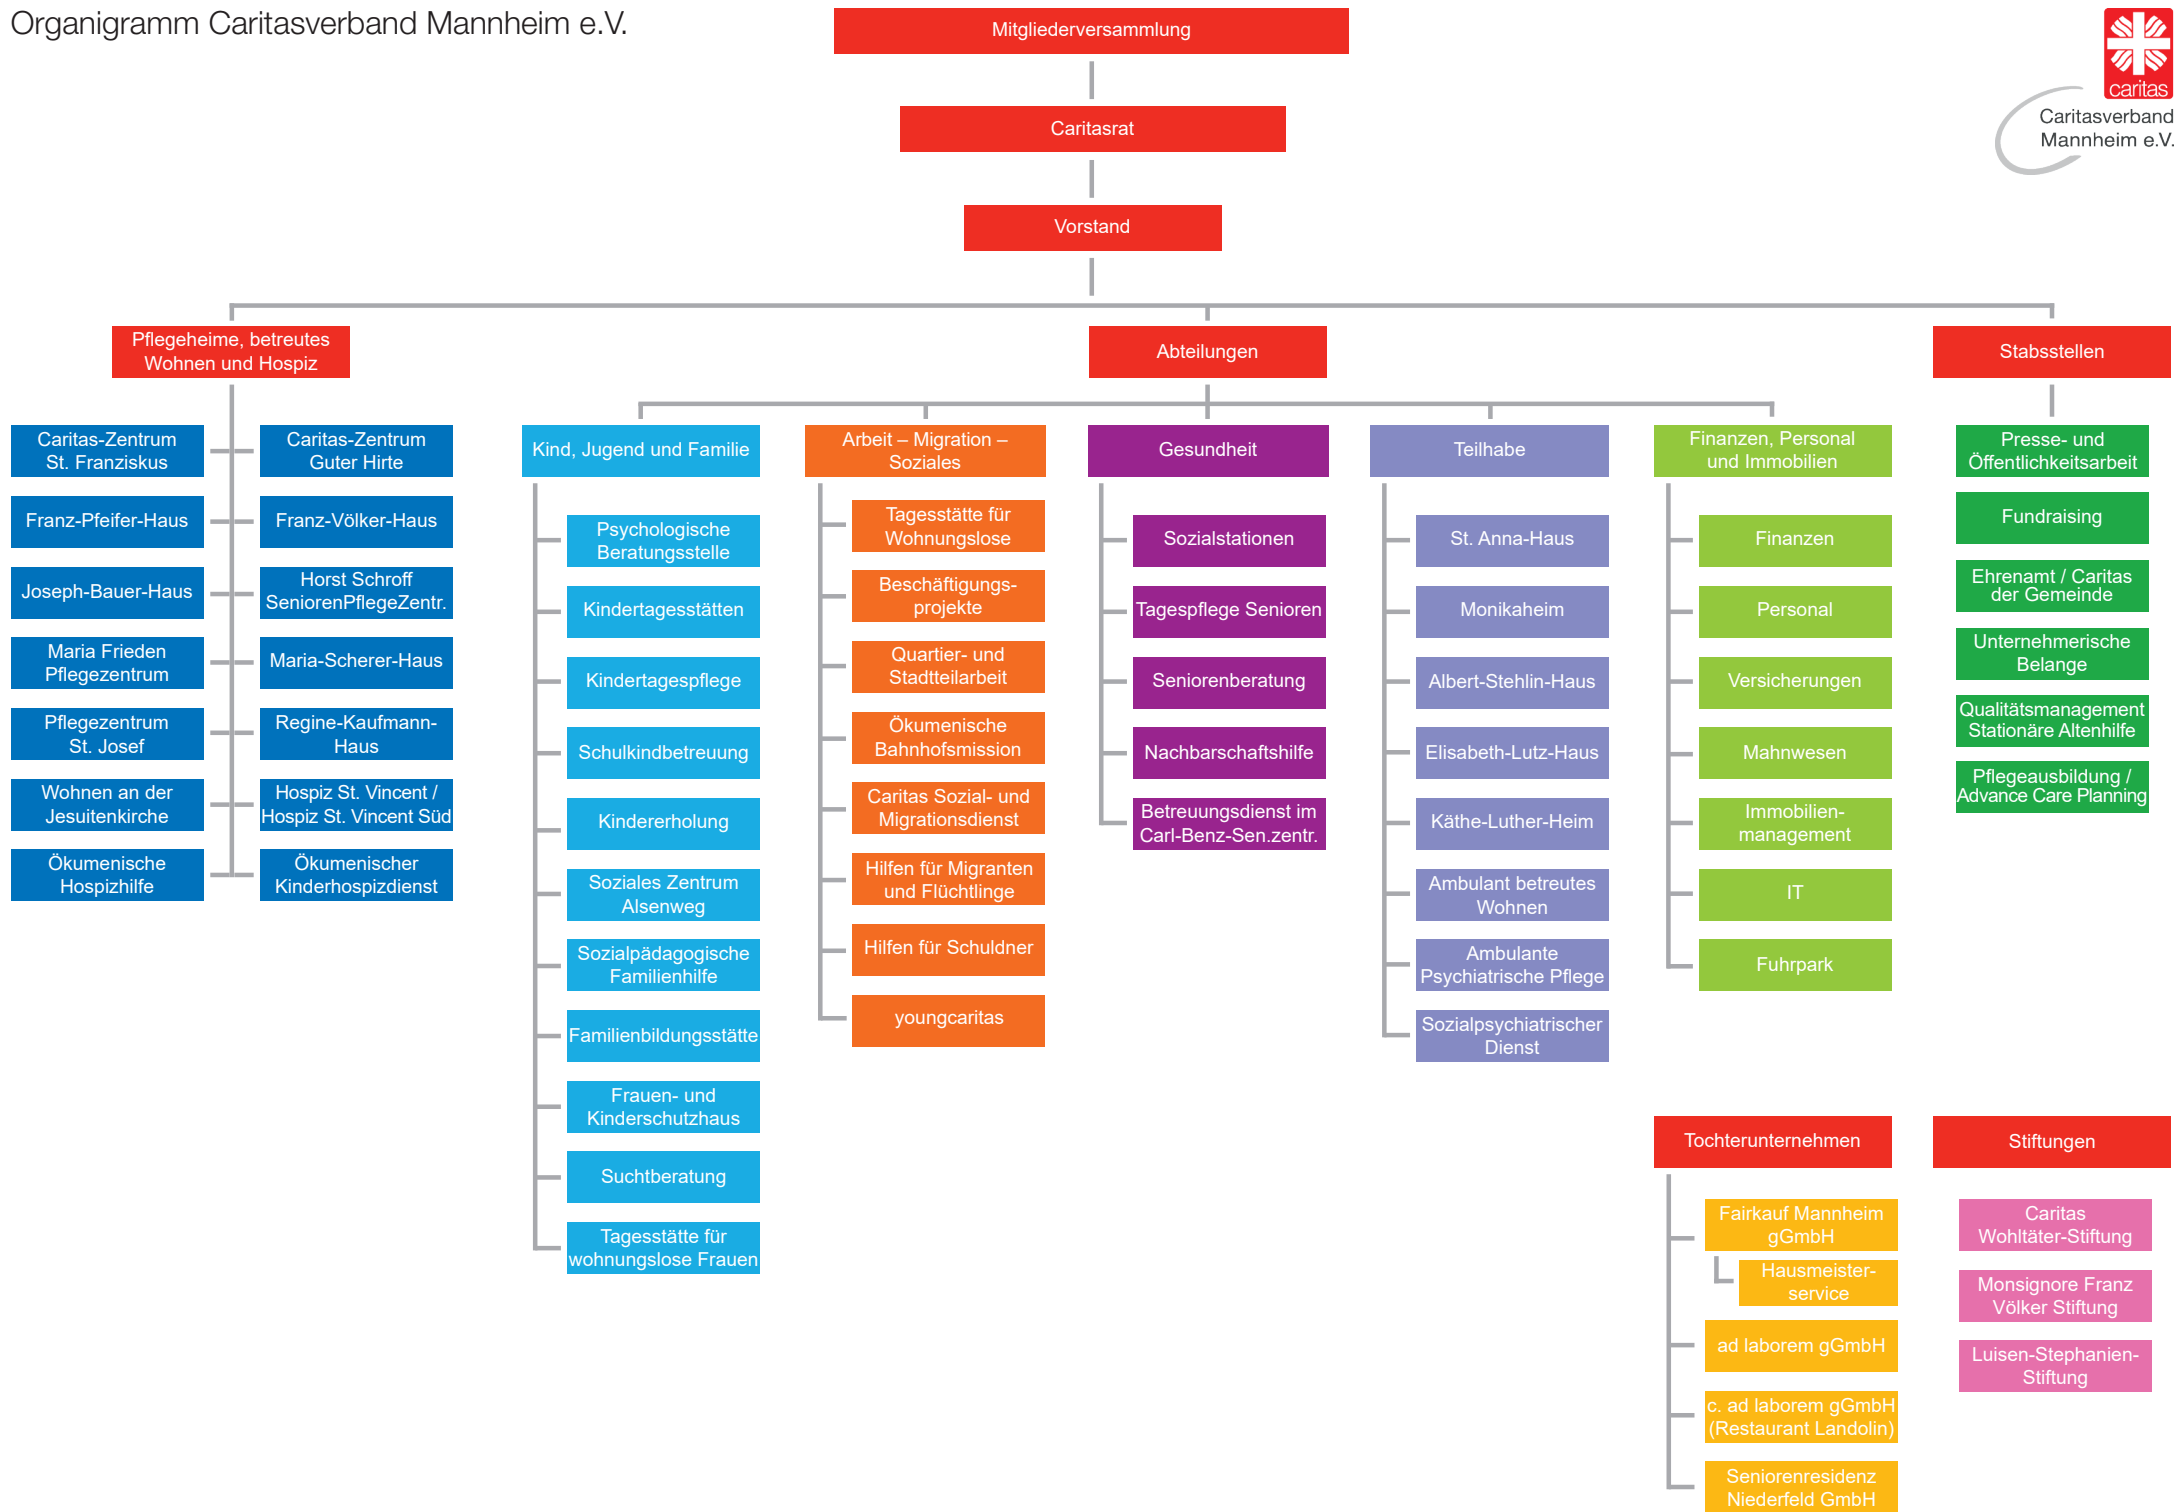 Organigramm Caritasverband Mannheim e.V.
caritas
Caritasverband
Mannheim e.V.
Mitgliederversammlung
Caritasrat
Vorstand
Pflegeheime, betreutes
Wohnen und Hospiz
Abteilungen
Stabsstellen
Caritas-Zentrum
St. Franziskus
Caritas-Zentrum
Guter Hirte
Franz-Pfeifer-Haus
Franz-Völker-Haus
Joseph-Bauer-Haus
Horst Schroff
SeniorenPflegeZentr.
Maria Frieden
Pflegezentrum
Maria-Scherer-Haus
Pflegezentrum
St. Josef
Regine-Kaufmann-
Haus
Wohnen an der
Jesuitenkirche
Hospiz St. Vincent /
Hospiz St. Vincent Süd
Ökumenische
Hospizhilfe
Ökumenischer
Kinderhospizdienst
Kind, Jugend und Familie
Psychologische
Beratungsstelle
Kindertagesstätten
Kindertagespflege
Schulkindbetreuung
Kindererholung
Soziales Zentrum
Alsenweg
Sozialpädagogische
Familienhilfe
Familienbildungsstätte
Frauen- und
Kinderschutzhaus
Suchtberatung
Tagesstätte für
wohnungslose Frauen
Arbeit – Migration –
Soziales
Tagesstätte für
Wohnungslose
Beschäftigungs-
projekte
Quartier- und
Stadtteilarbeit
Ökumenische
Bahnhofsmission
Caritas Sozial- und
Migrationsdienst
Hilfen für Migranten
und Flüchtlinge
Hilfen für Schuldner
youngcaritas
Gesundheit
Sozialstationen
Tagespflege Senioren
Seniorenberatung
Nachbarschaftshilfe
Betreuungsdienst im
Carl-Benz-Sen.zentr.
Teilhabe
St. Anna-Haus
Monikaheim
Albert-Stehlin-Haus
Elisabeth-Lutz-Haus
Käthe-Luther-Heim
Ambulant betreutes
Wohnen
Ambulante
Psychiatrische Pflege
Sozialpsychiatrischer
Dienst
Finanzen, Personal
und Immobilien
Finanzen
Personal
Versicherungen
Mahnwesen
Immobilien-
management
IT
Fuhrpark
Presse- und
Öffentlichkeitsarbeit
Fundraising
Ehrenamt / Caritas
der Gemeinde
Unternehmerische
Belange
Qualitätsmanagement
Stationäre Altenhilfe
Pflegeausbildung /
Advance Care Planning
Tochterunternehmen
Fairkauf Mannheim
gGmbH
Hausmeister-
service
ad laborem gGmbH
c. ad laborem gGmbH
(Restaurant Landolin)
Seniorenresidenz
Niederfeld GmbH
Stiftungen
Caritas
Wohltäter-Stiftung
Monsignore Franz
Völker Stiftung
Luisen-Stephanien-
Stiftung